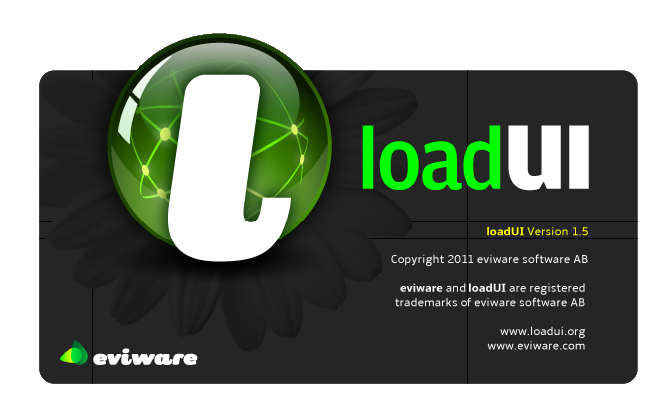 l
loadUI
loadUI Version 1.5
Copyright 2011 eviware software AB
eviware and loadUI are registered
trademarks of eviware software AB
www.loadui.org
www.eviware.com
eviware